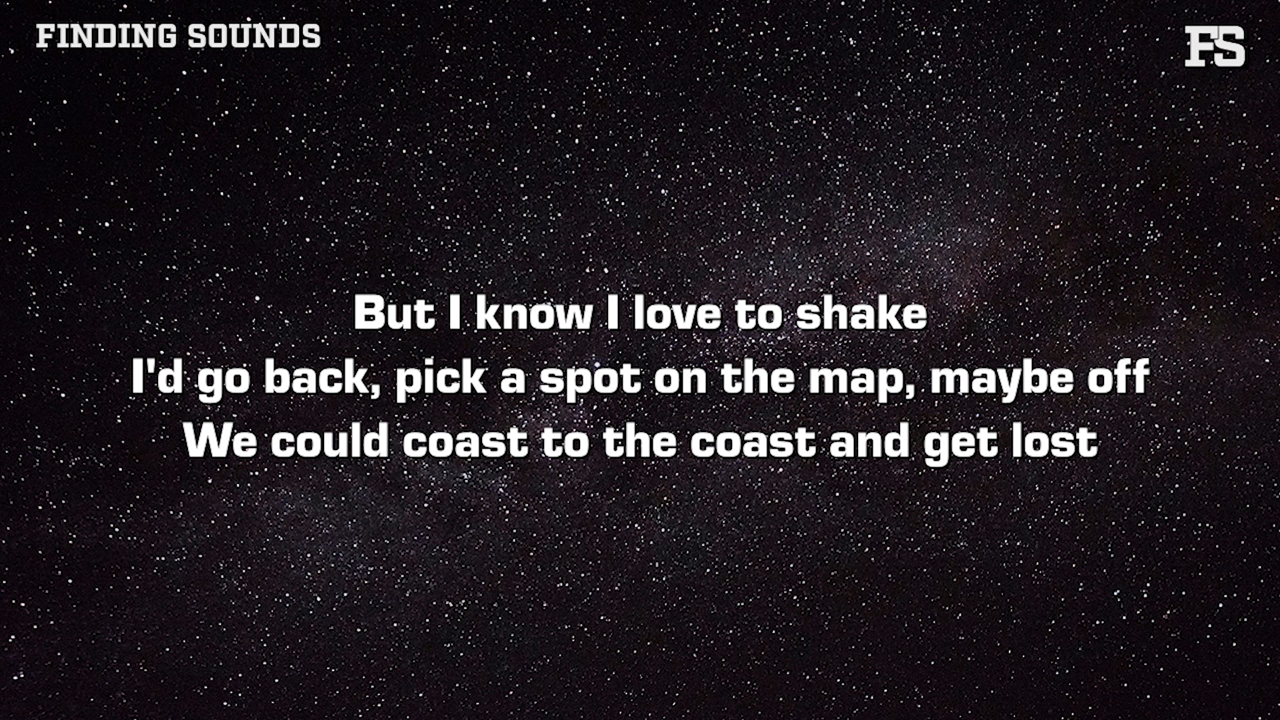 FINDING SOUNDS
FS
But I know I love to shake
I'd go back, pick a spot on the map, maybe off
We could coast to the coast and get lost